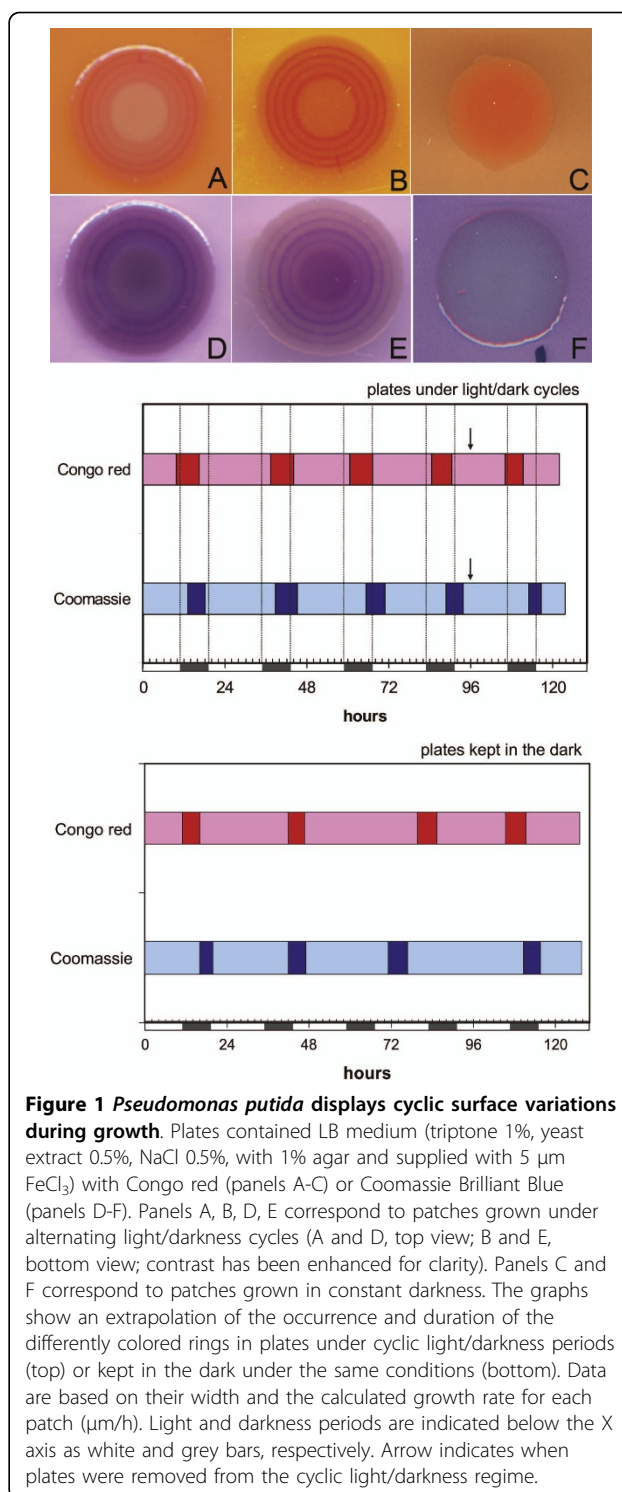 A
B
C
D
E
F
plates under light/dark cycles
Congo red
Coomassie
0 24 48 72 96 120
hours
plates kept in the dark
Congo red
Coomassie
0 24 48 72 96 120
hours
Figure 1 Pseudomonas putida displays cyclic surface variations
during growth. Plates contained LB medium (triptone 1%, yeast
extract 0.5%, NaCl 0.5%, with 1% agar and supplied with 5 μm
FeCl₃) with Congo red (panels A-C) or Coomassie Brilliant Blue
(panels D-F). Panels A, B, D, E correspond to patches grown under
alternating light/darkness cycles (A and D, top view; B and E,
bottom view; contrast has been enhanced for clarity). Panels C and
F correspond to patches grown in constant darkness. The graphs
show an extrapolation of the occurrence and duration of the
differently colored rings in plates under cyclic light/darkness periods
(top) or kept in the dark under the same conditions (bottom). Data
are based on their width and the calculated growth rate for each
patch (μm/h). Light and darkness periods are indicated below the X
axis as white and grey bars, respectively. Arrow indicates when
plates were removed from the cyclic light/darkness regime.